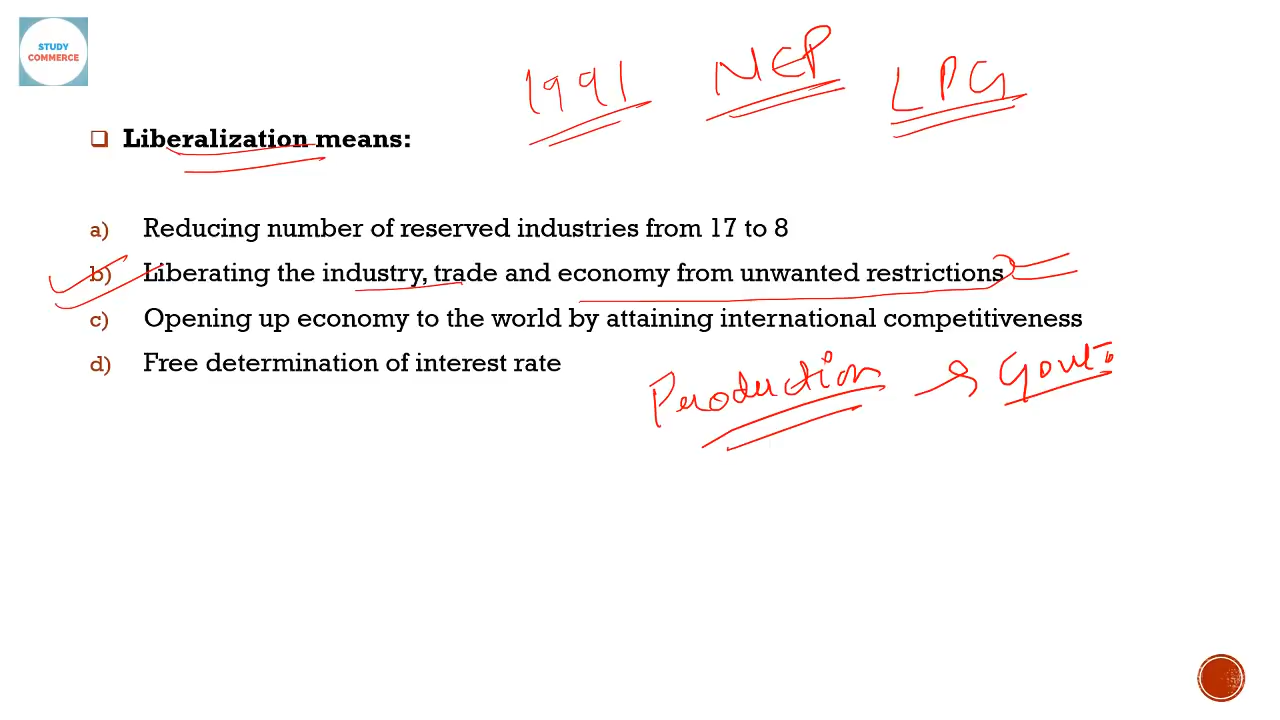 STUDY
COMMERCE
1991 NEP LPG
Liberalization means:
a) Reducing number of reserved industries from 17 to 8
b) Liberating the industry, trade and economy from unwanted restrictions
c) Opening up economy to the world by attaining international competitiveness
d) Free determination of interest rate
Production → Govt.